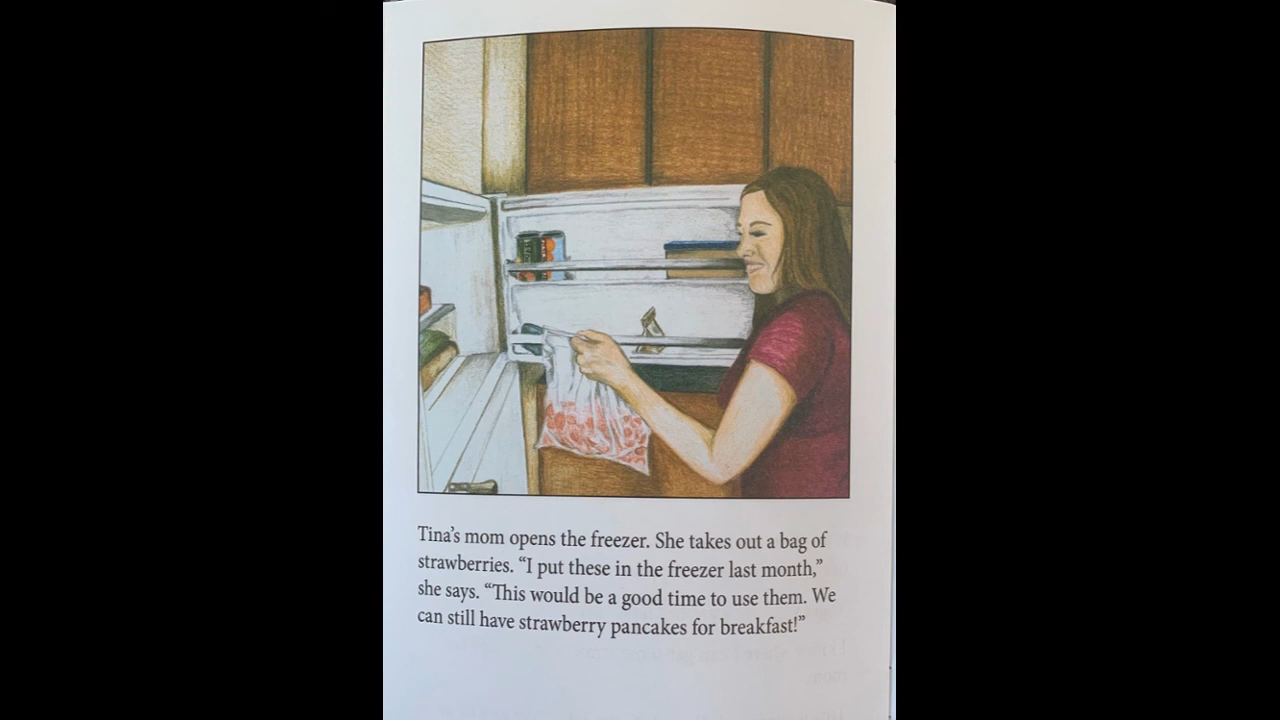 Tina’s mom opens the freezer. She takes out a bag of
strawberries. “I put these in the freezer last month,”
she says. “This would be a good time to use them. We
can still have strawberry pancakes for breakfast!”